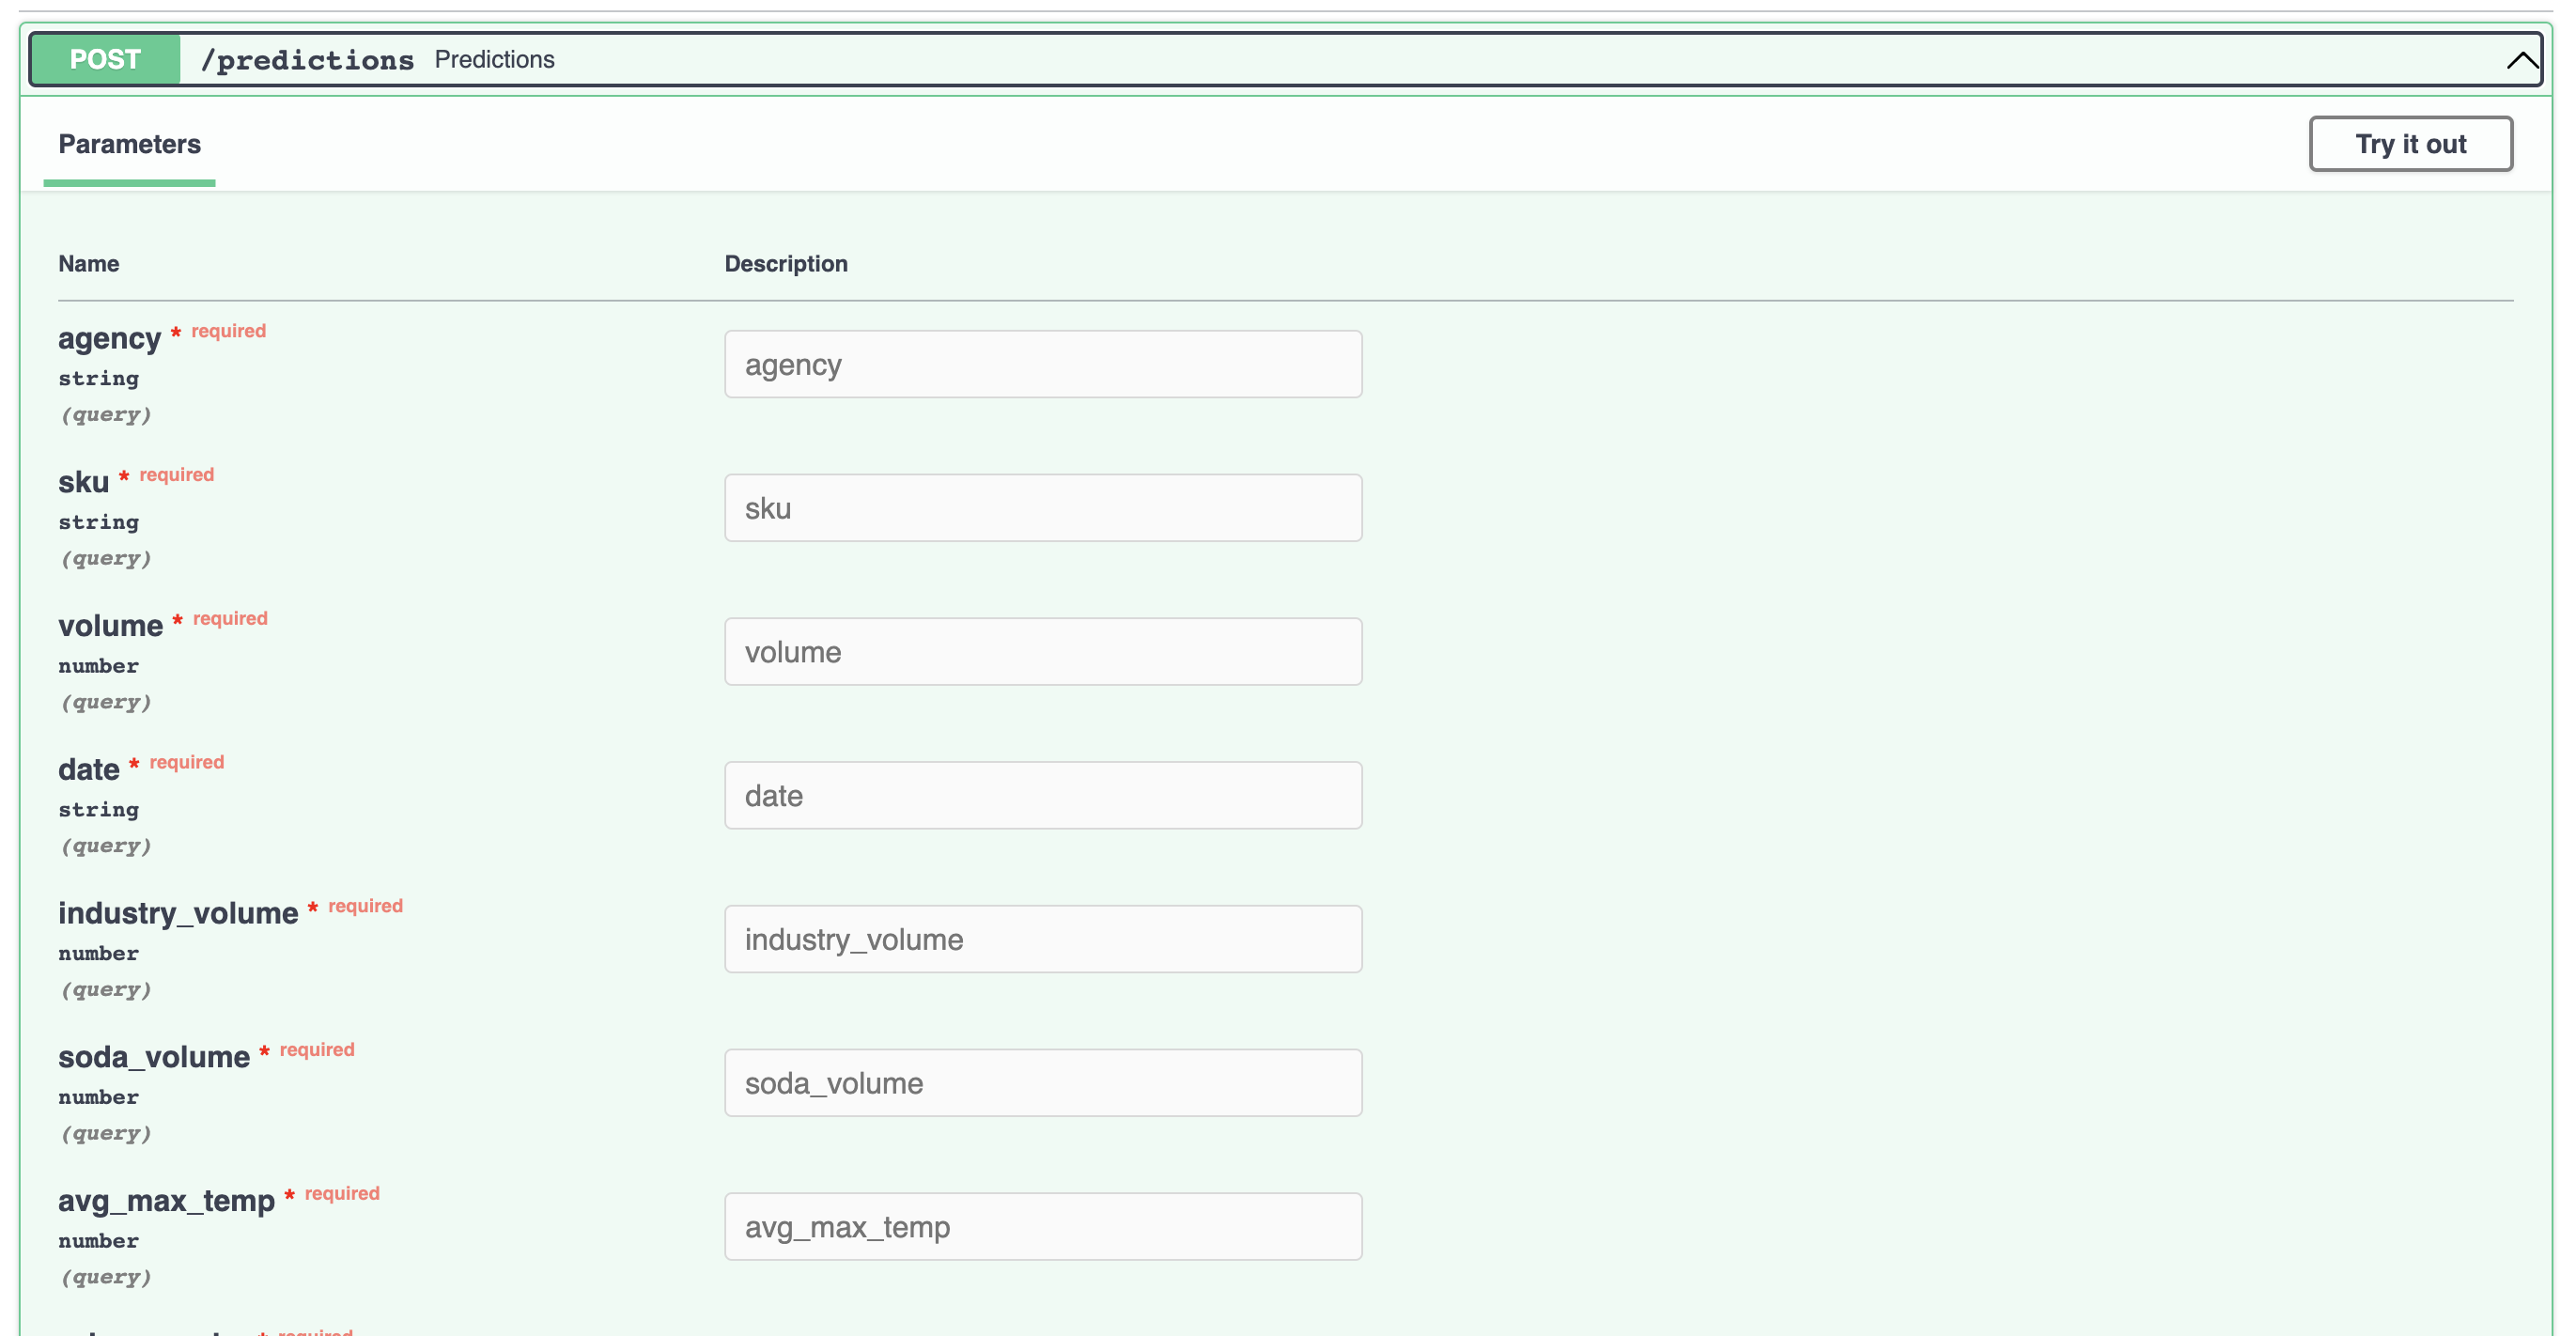 POST /predictions Predictions
Parameters
Try it out
Name Description
agency * required
string
(query)
agency
sku * required
string
(query)
sku
volume * required
number
(query)
volume
date * required
string
(query)
date
industry_volume * required
number
(query)
industry_volume
soda_volume * required
number
(query)
soda_volume
avg_max_temp * required
number
(query)
avg_max_temp
* required